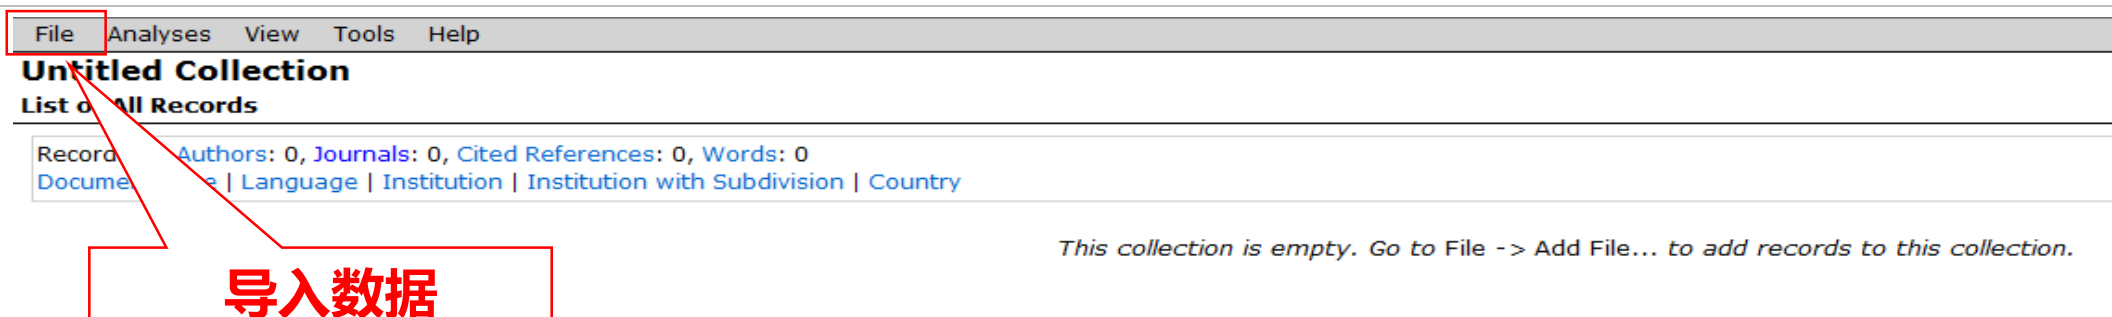 File Analyses View Tools Help
Untitled Collection
List o All Records
Record Authors: 0, Journals: 0, Cited References: 0, Words: 0
Docume e | Language | Institution | Institution with Subdivision | Country
This collection is empty. Go to File -> Add File... to add records to this collection.
导入数据